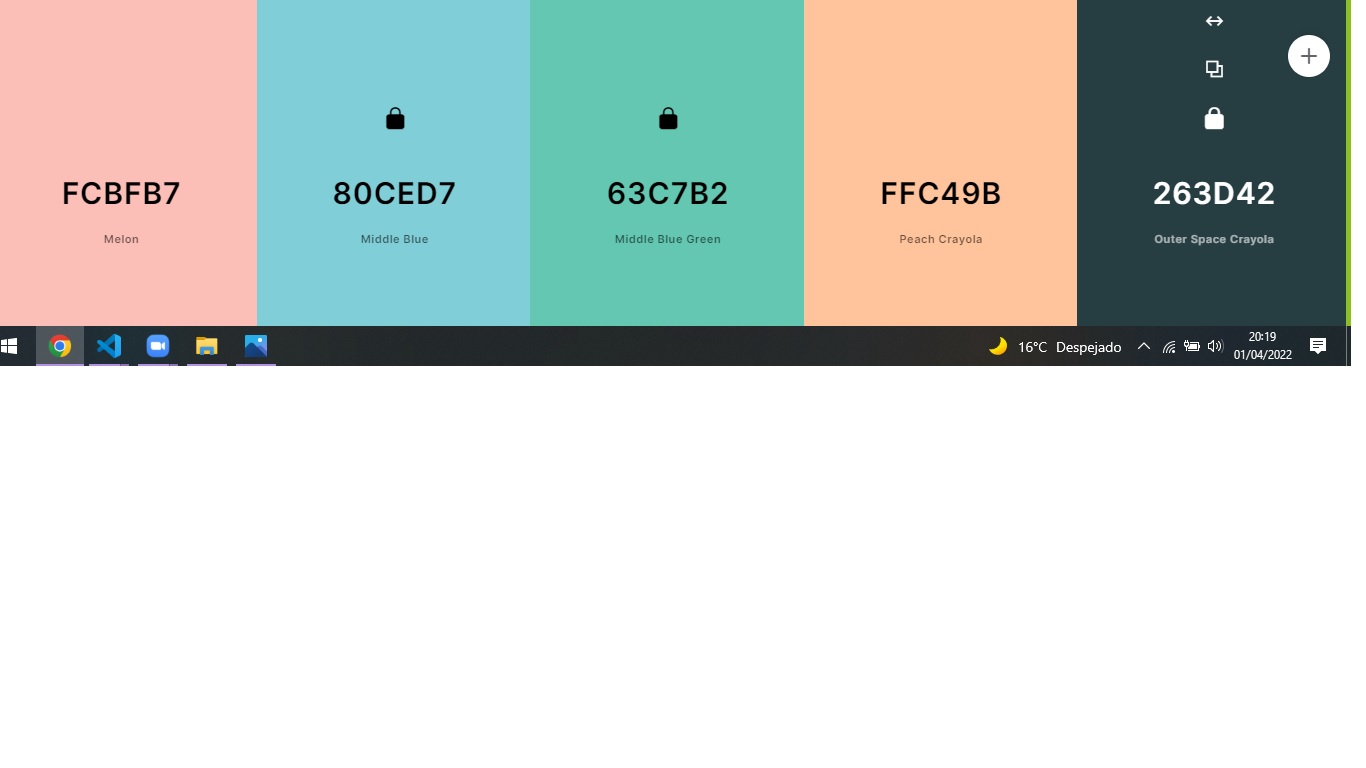 FCBFB7
Melon
80CED7
Middle Blue
63C7B2
Middle Blue Green
FFC49B
Peach Crayola
263D42
Outer Space Crayola
16°C Despejado
20:19
01/04/2022